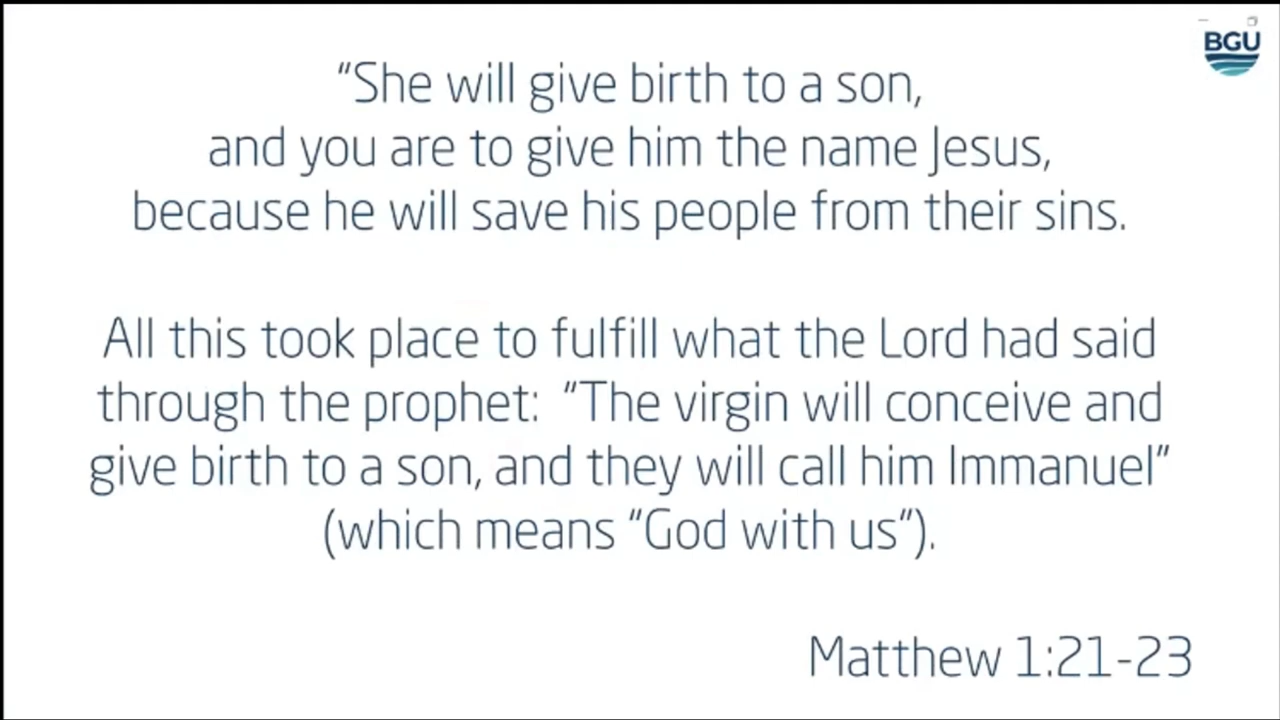 BGU
“She will give birth to a son,
and you are to give him the name Jesus,
because he will save his people from their sins.
All this took place to fulfill what the Lord had said
through the prophet:  “The virgin will conceive and
give birth to a son, and they will call him Immanuel”
(which means “God with us“).
Matthew 1:21-23